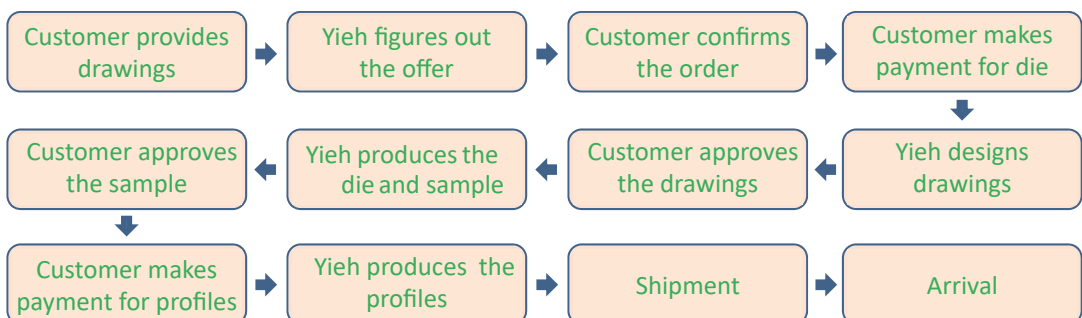 Customer provides
drawings
Yieh figures out
the offer
Customer confirms
the order
Customer makes
payment for die
Yieh designs
drawings
Customer approves
the drawings
Yieh produces the
die and sample
Customer approves
the sample
Customer makes
payment for profiles
Yieh produces the
profiles
Shipment
Arrival